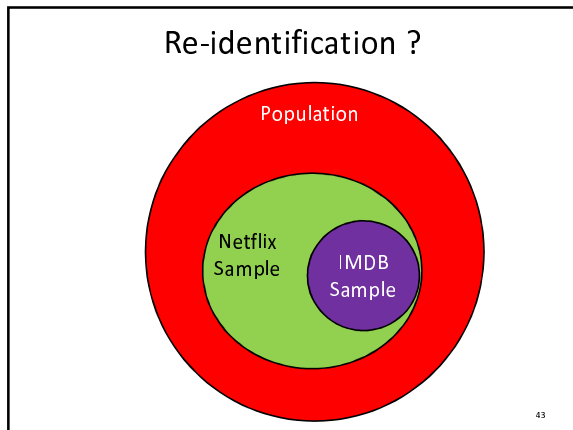 Re-identification ?
Population
Netflix
Sample
IMDB
Sample
43